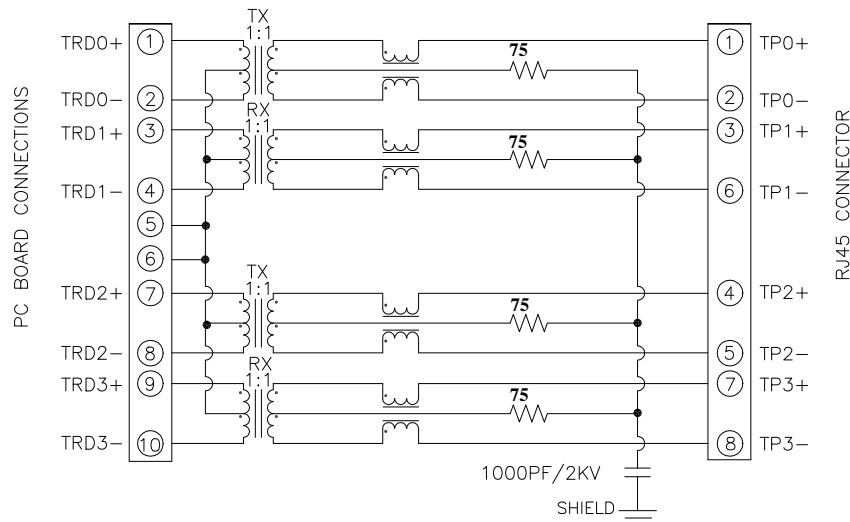 TX
1:1
TRD0+ 1
75
1 TP0+
TRD0- 2
2 TP0-
RX
1:1
TRD1+ 3
75
3 TP1+
TRD1- 4
6 TP1-
5
6
PC BOARD CONNECTIONS
RJ45 CONNECTOR
TX
1:1
TRD2+ 7
75
4 TP2+
TRD2- 8
5 TP2-
RX
1:1
TRD3+ 9
75
7 TP3+
TRD3- 10
8 TP3-
1000PF/2KV
SHIELD